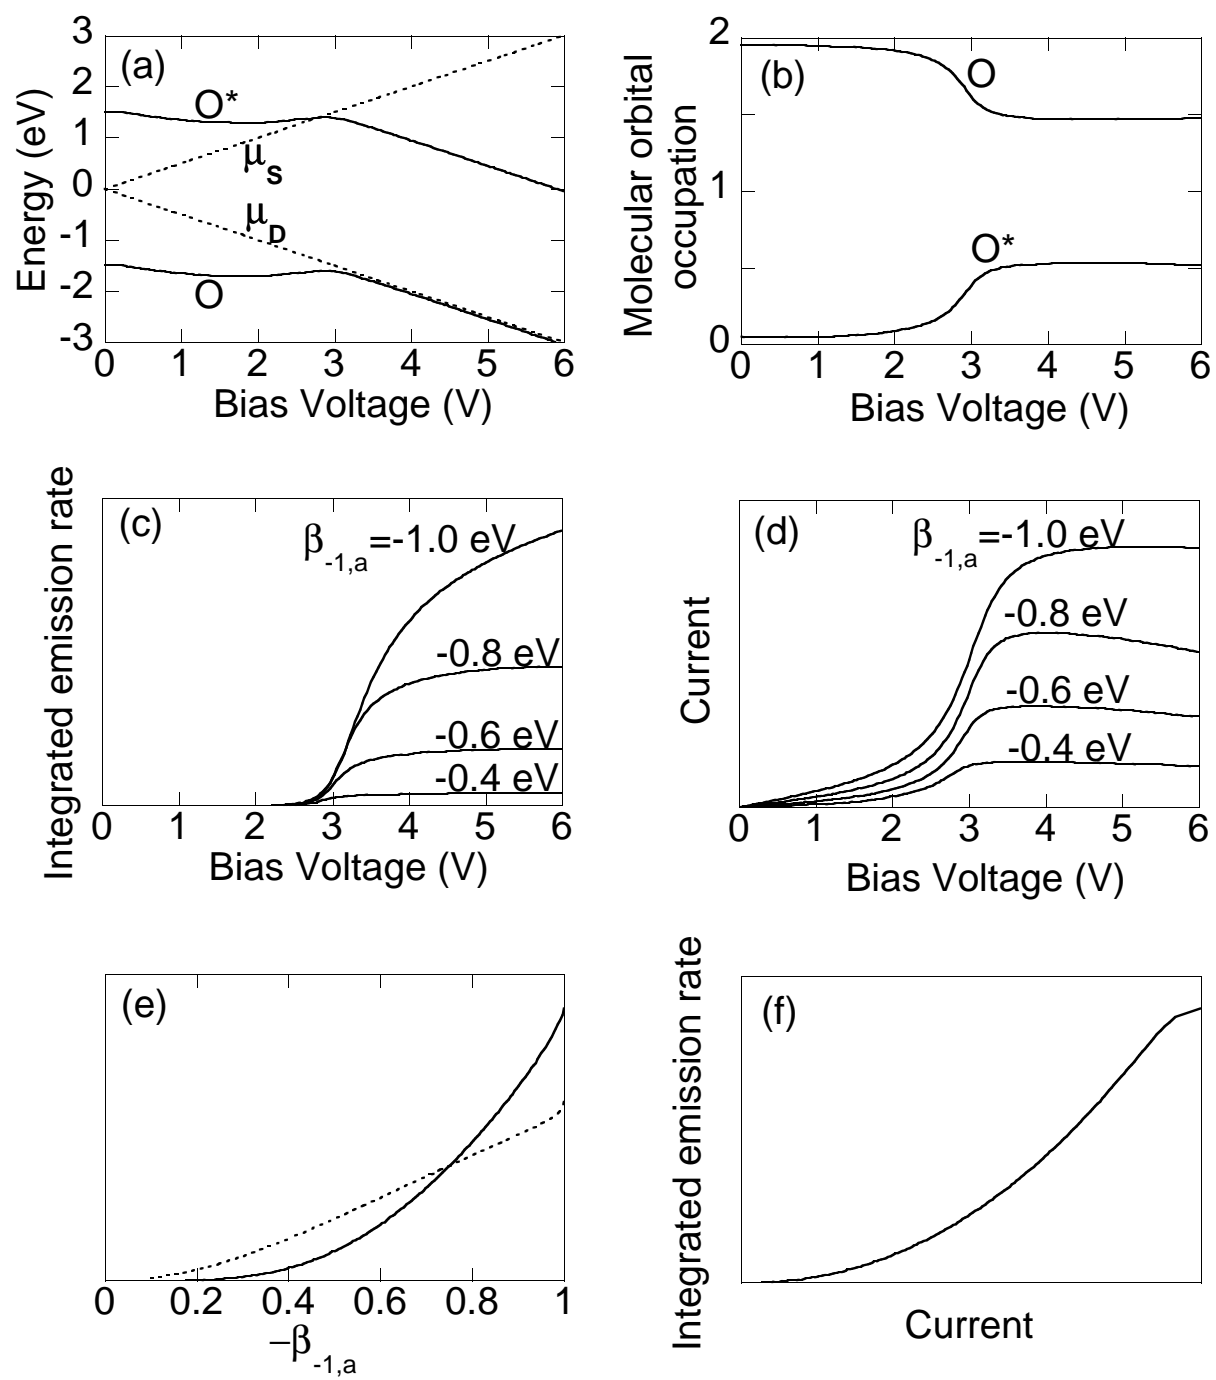 (a)
Energy (eV)
3
2
1
0
-1
-2
-3
O*
μS
μD
O
0 1 2 3 4 5 6
Bias Voltage (V)
(b)
Molecular orbital
occupation
2
1
0
O
O*
0 1 2 3 4 5 6
Bias Voltage (V)
(c)
Integrated emission rate
β-1,a=-1.0 eV
-0.8 eV
-0.6 eV
-0.4 eV
0 1 2 3 4 5 6
Bias Voltage (V)
(d)
Current
β-1,a=-1.0 eV
-0.8 eV
-0.6 eV
-0.4 eV
0 1 2 3 4 5 6
Bias Voltage (V)
(e)
0 0.2 0.4 0.6 0.8 1
−β-1,a
(f)
Integrated emission rate
Current